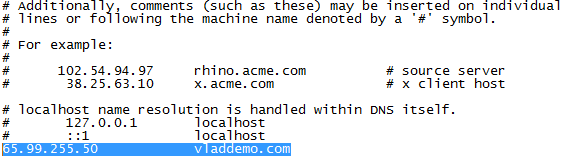 # Additionally, comments (such as these) may be inserted on individual
# lines or following the machine name denoted by a '#' symbol.
#
# For example:
#
#      102.54.94.97     rhino.acme.com          # source server
#       38.25.63.10     x.acme.com              # x client host

# localhost name resolution is handled within DNS itself.
#       127.0.0.1       localhost
#       ::1             localhost
65.99.255.50            vladdemo.com